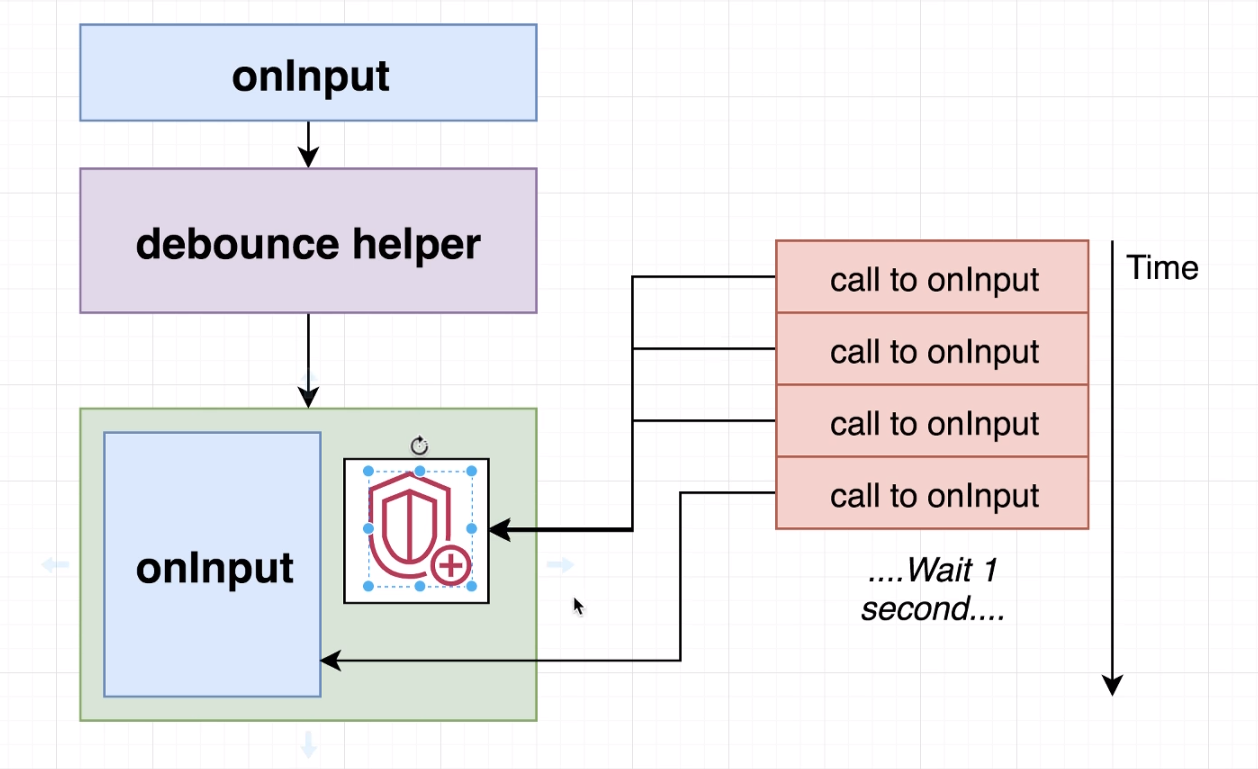 onInput
debounce helper
onInput
call to onInput
call to onInput
call to onInput
call to onInput
Time
....Wait 1
second....